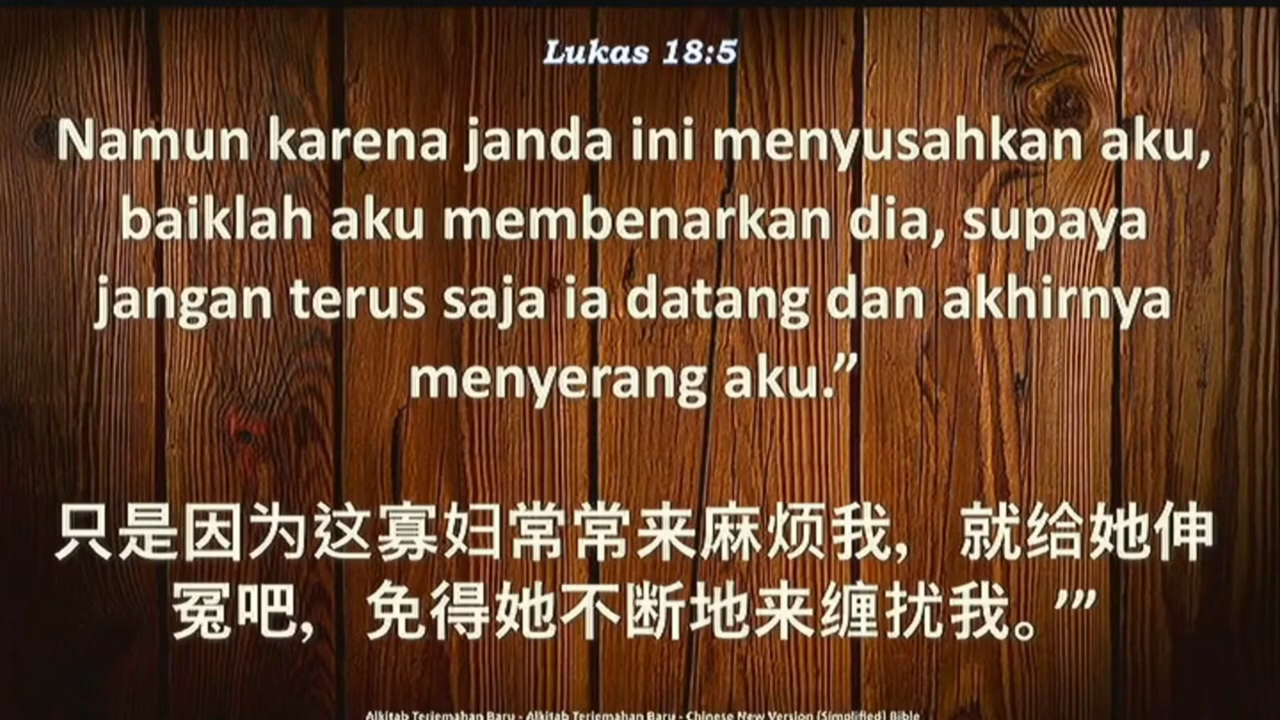 Lukas 18:5
Namun karena janda ini menyusahkan aku,
baiklah aku membenarkan dia, supaya
jangan terus saja ia datang dan akhirnya
menyerang aku.”
只是因为这寡妇常常来麻烦我， 就给她伸
冤吧， 免得她不断地来缠扰我。’”
Alkitab Terjemahan Baru - Alkitab Terjemahan Baru - Chinese New Version (Simplified) Bible